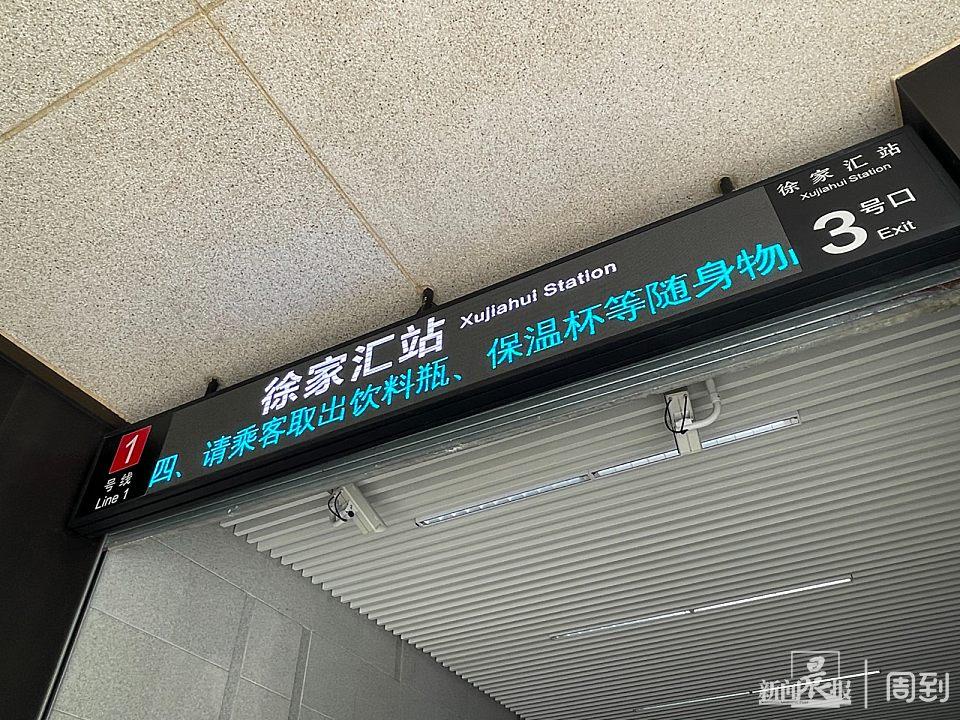 1
号线
Line 1
徐家汇站 Xujiahui Station
四、请乘客取出饮料瓶、保温杯等随身物
徐家汇站
Xujiahui Station
3号口
Exit
新闻晨报 周到